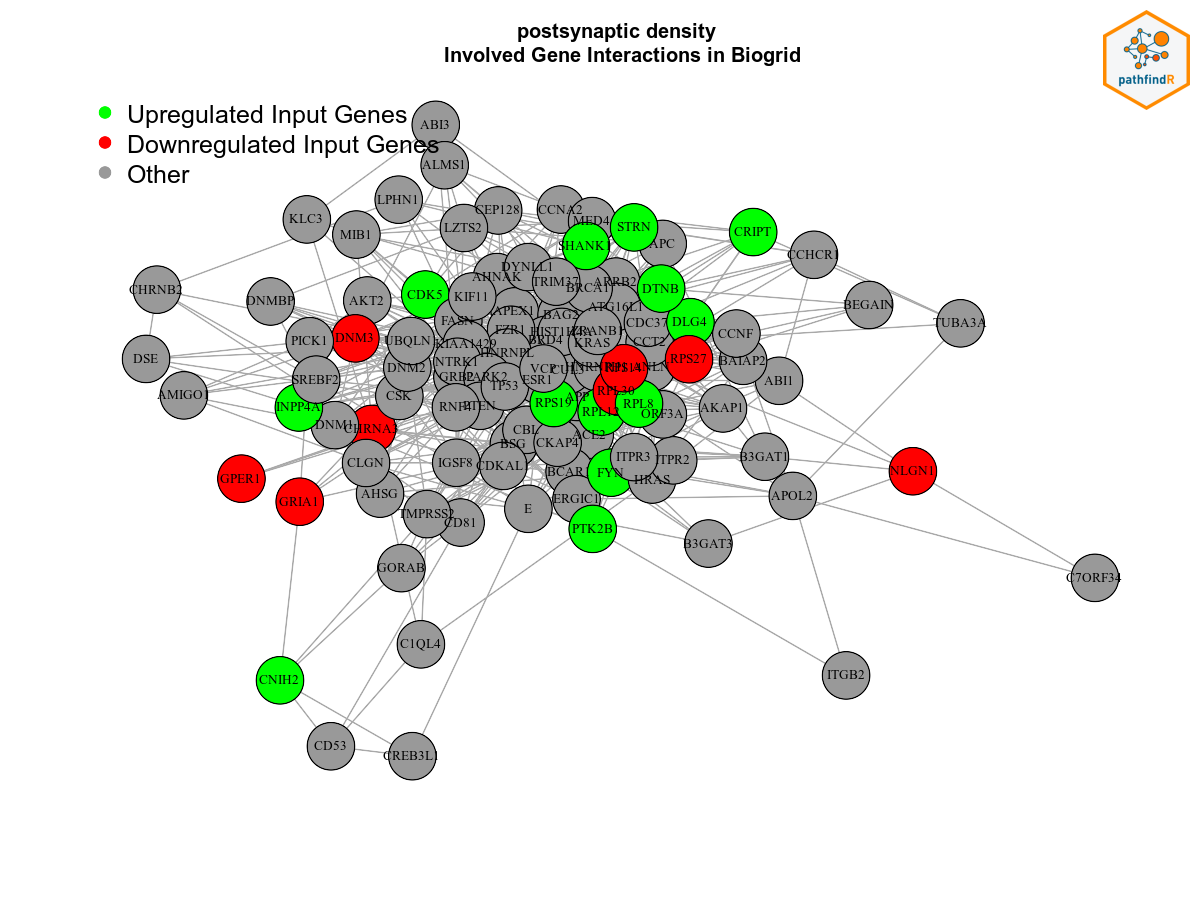 postsynaptic density
Involved Gene Interactions in Biogrid
pathfindR
Upregulated Input Genes
Downregulated Input Genes
Other
ABI3
ALMS1
LPHN1
KLC3
MIB1
CEP128
LZTS2
CCNA2
MED4
STRN
SHANK1
APC
CRIPT
CCHCR1
CHRNB2
DNMBP
AKT2
CDK5
AHNAK
DYNLL1
KIF11
TRIM37
BRCA1
ARRB2
DTNB
BEGAIN
TUBA3A
ATG16L1
APEX1
BAG2
FASN
FZR1
CDC37
DLG4
CCNF
PICK1
DNM3
UBQLN
KIAA1429
HNRNPL
BRD4
KRAS
CCT2
DSE
NTRK1
VCP
CUL3
RPS27
BAIAP2
ABI1
SREBF2
DNM2
GRB2
PARK2
TP53
ESR1
AMIGO1
INPP4A
CSK
RNF4
PTEN
RPS19
APP
RPL30
RPL12
RPL8
ORF3A
AKAP1
DNM1
CHRNA3
CBL
BSG
CKAP4
ACE2
CLGN
IGSF8
CDKAL1
ITPR3
ITPR2
B3GAT1
NLGN1
GPER1
GRIA1
AHSG
FYN
HRAS
APOL2
ERGIC1
TMPRSS2
CD81
E
PTK2B
B3GAT3
GORAB
C7ORF34
C1QL4
CNIH2
ITGB2
CD53
CREB3L1